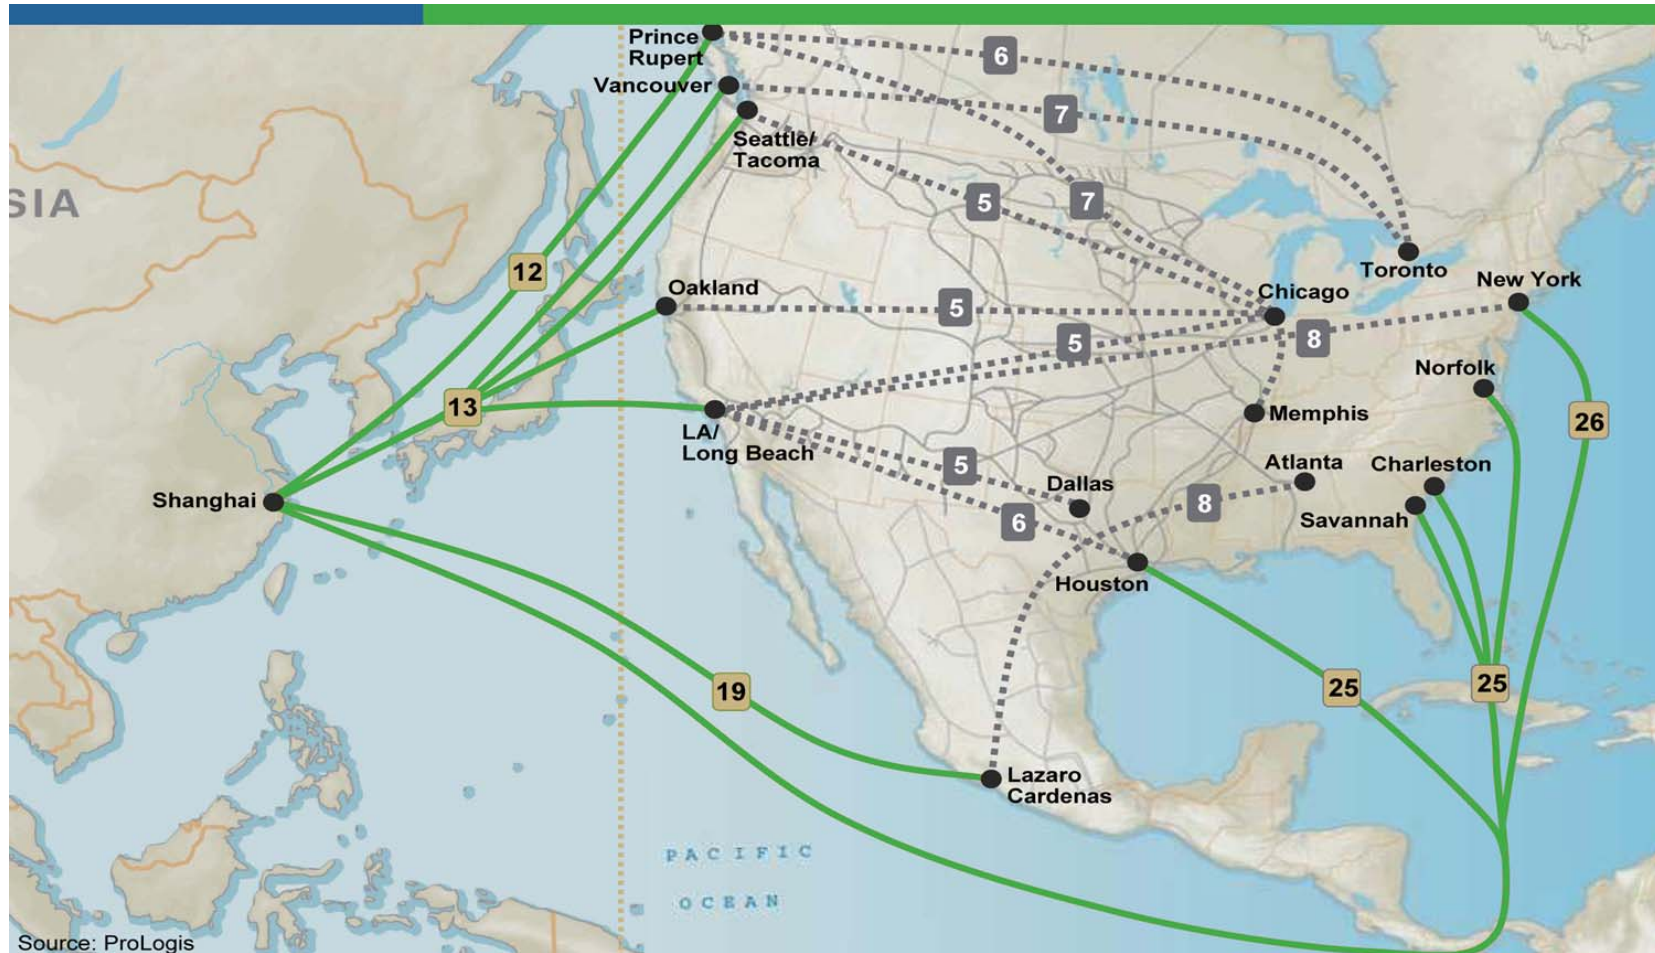 Prince
Rupert
6
Vancouver
7
Seattle/
Tacoma
SIA
5
7
12
Toronto
New York
Oakland
Chicago
5
5
8
Norfolk
13
Memphis
26
LA/
Long Beach
5
Atlanta
Charleston
Shanghai
Dallas
8
6
Savannah
Houston
19
25
25
Lazaro
Cardenas
PACIFIC
OCEAN
Source: ProLogis